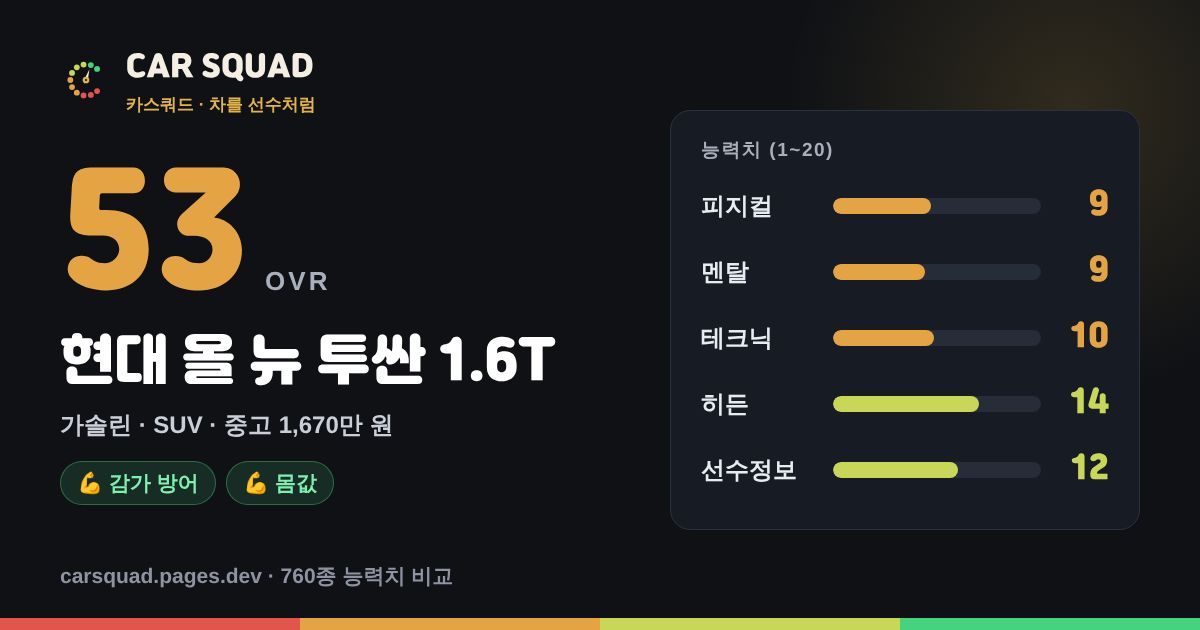 CAR SQUAD
카스쿼드 · 차를 선수처럼
53 OVR
현대 올 뉴 투싼 1.6T
가솔린 · SUV · 중고 1,670만 원
💪 감가 방어 💪 몸값
carsquad.pages.dev · 760종 능력치 비교
능력치 (1~20)
피지컬 9
멘탈 9
테크닉 10
히든 14
선수정보 12